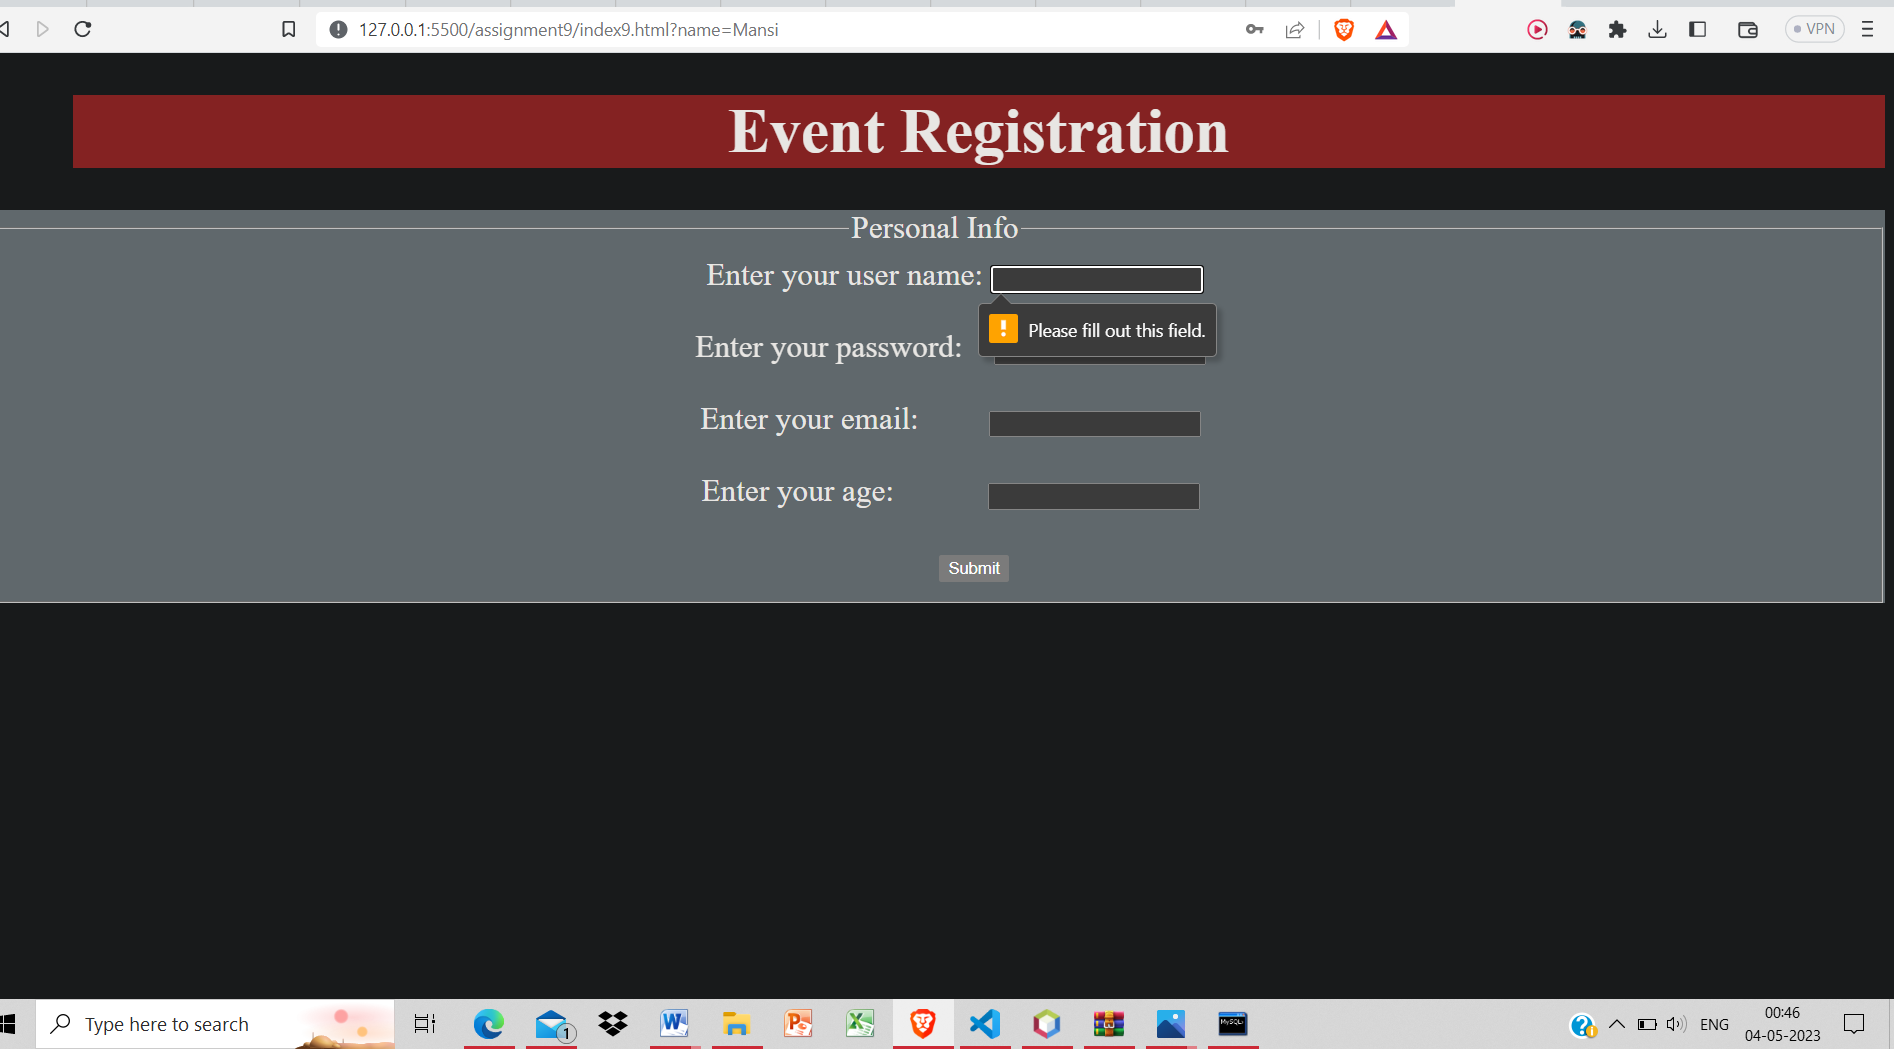 127.0.0.1:5500/assignment9/index9.html?name=Mansi
VPN
Event Registration
Personal Info
Enter your user name:
Please fill out this field.
Enter your password:
Enter your email:
Enter your age:
Submit
Type here to search
1
ENG
00:46
04-05-2023
MySQL